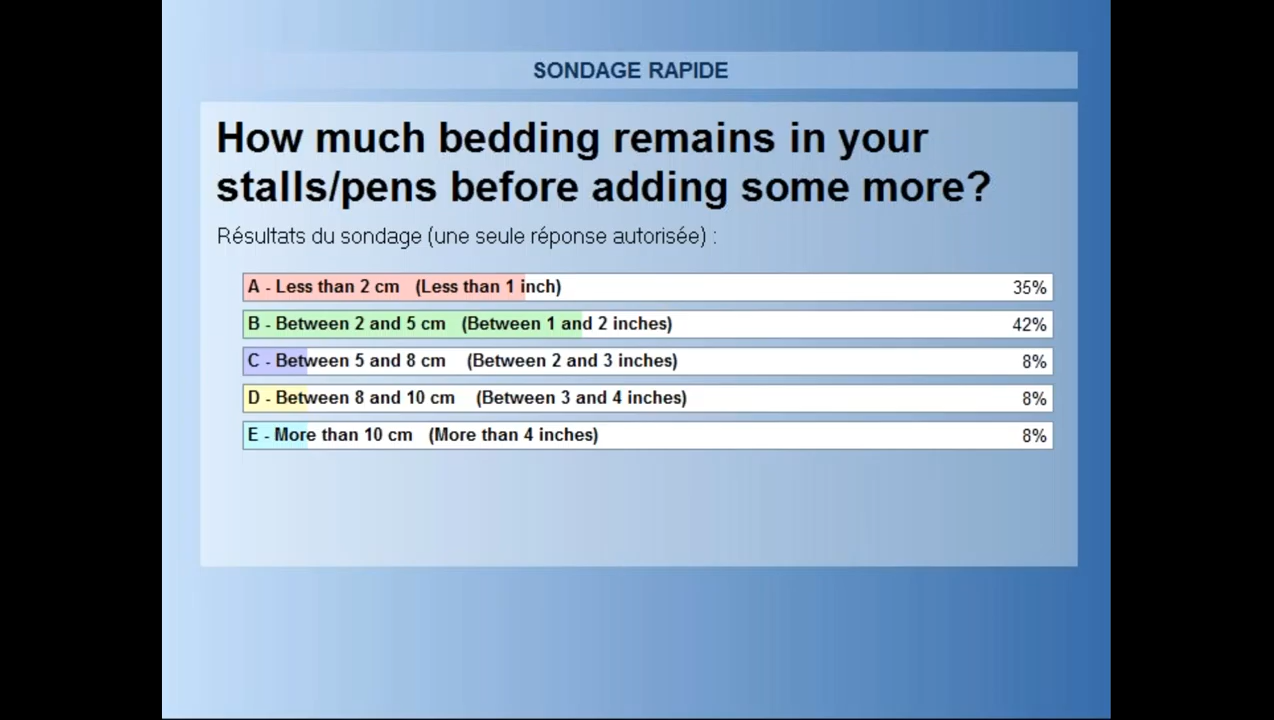 SONDAGE RAPIDE
How much bedding remains in your
stalls/pens before adding some more?
Résultats du sondage (une seule réponse autorisée) :
A - Less than 2 cm (Less than 1 inch) 35%
B - Between 2 and 5 cm (Between 1 and 2 inches) 42%
C - Between 5 and 8 cm (Between 2 and 3 inches) 8%
D - Between 8 and 10 cm (Between 3 and 4 inches) 8%
E - More than 10 cm (More than 4 inches) 8%